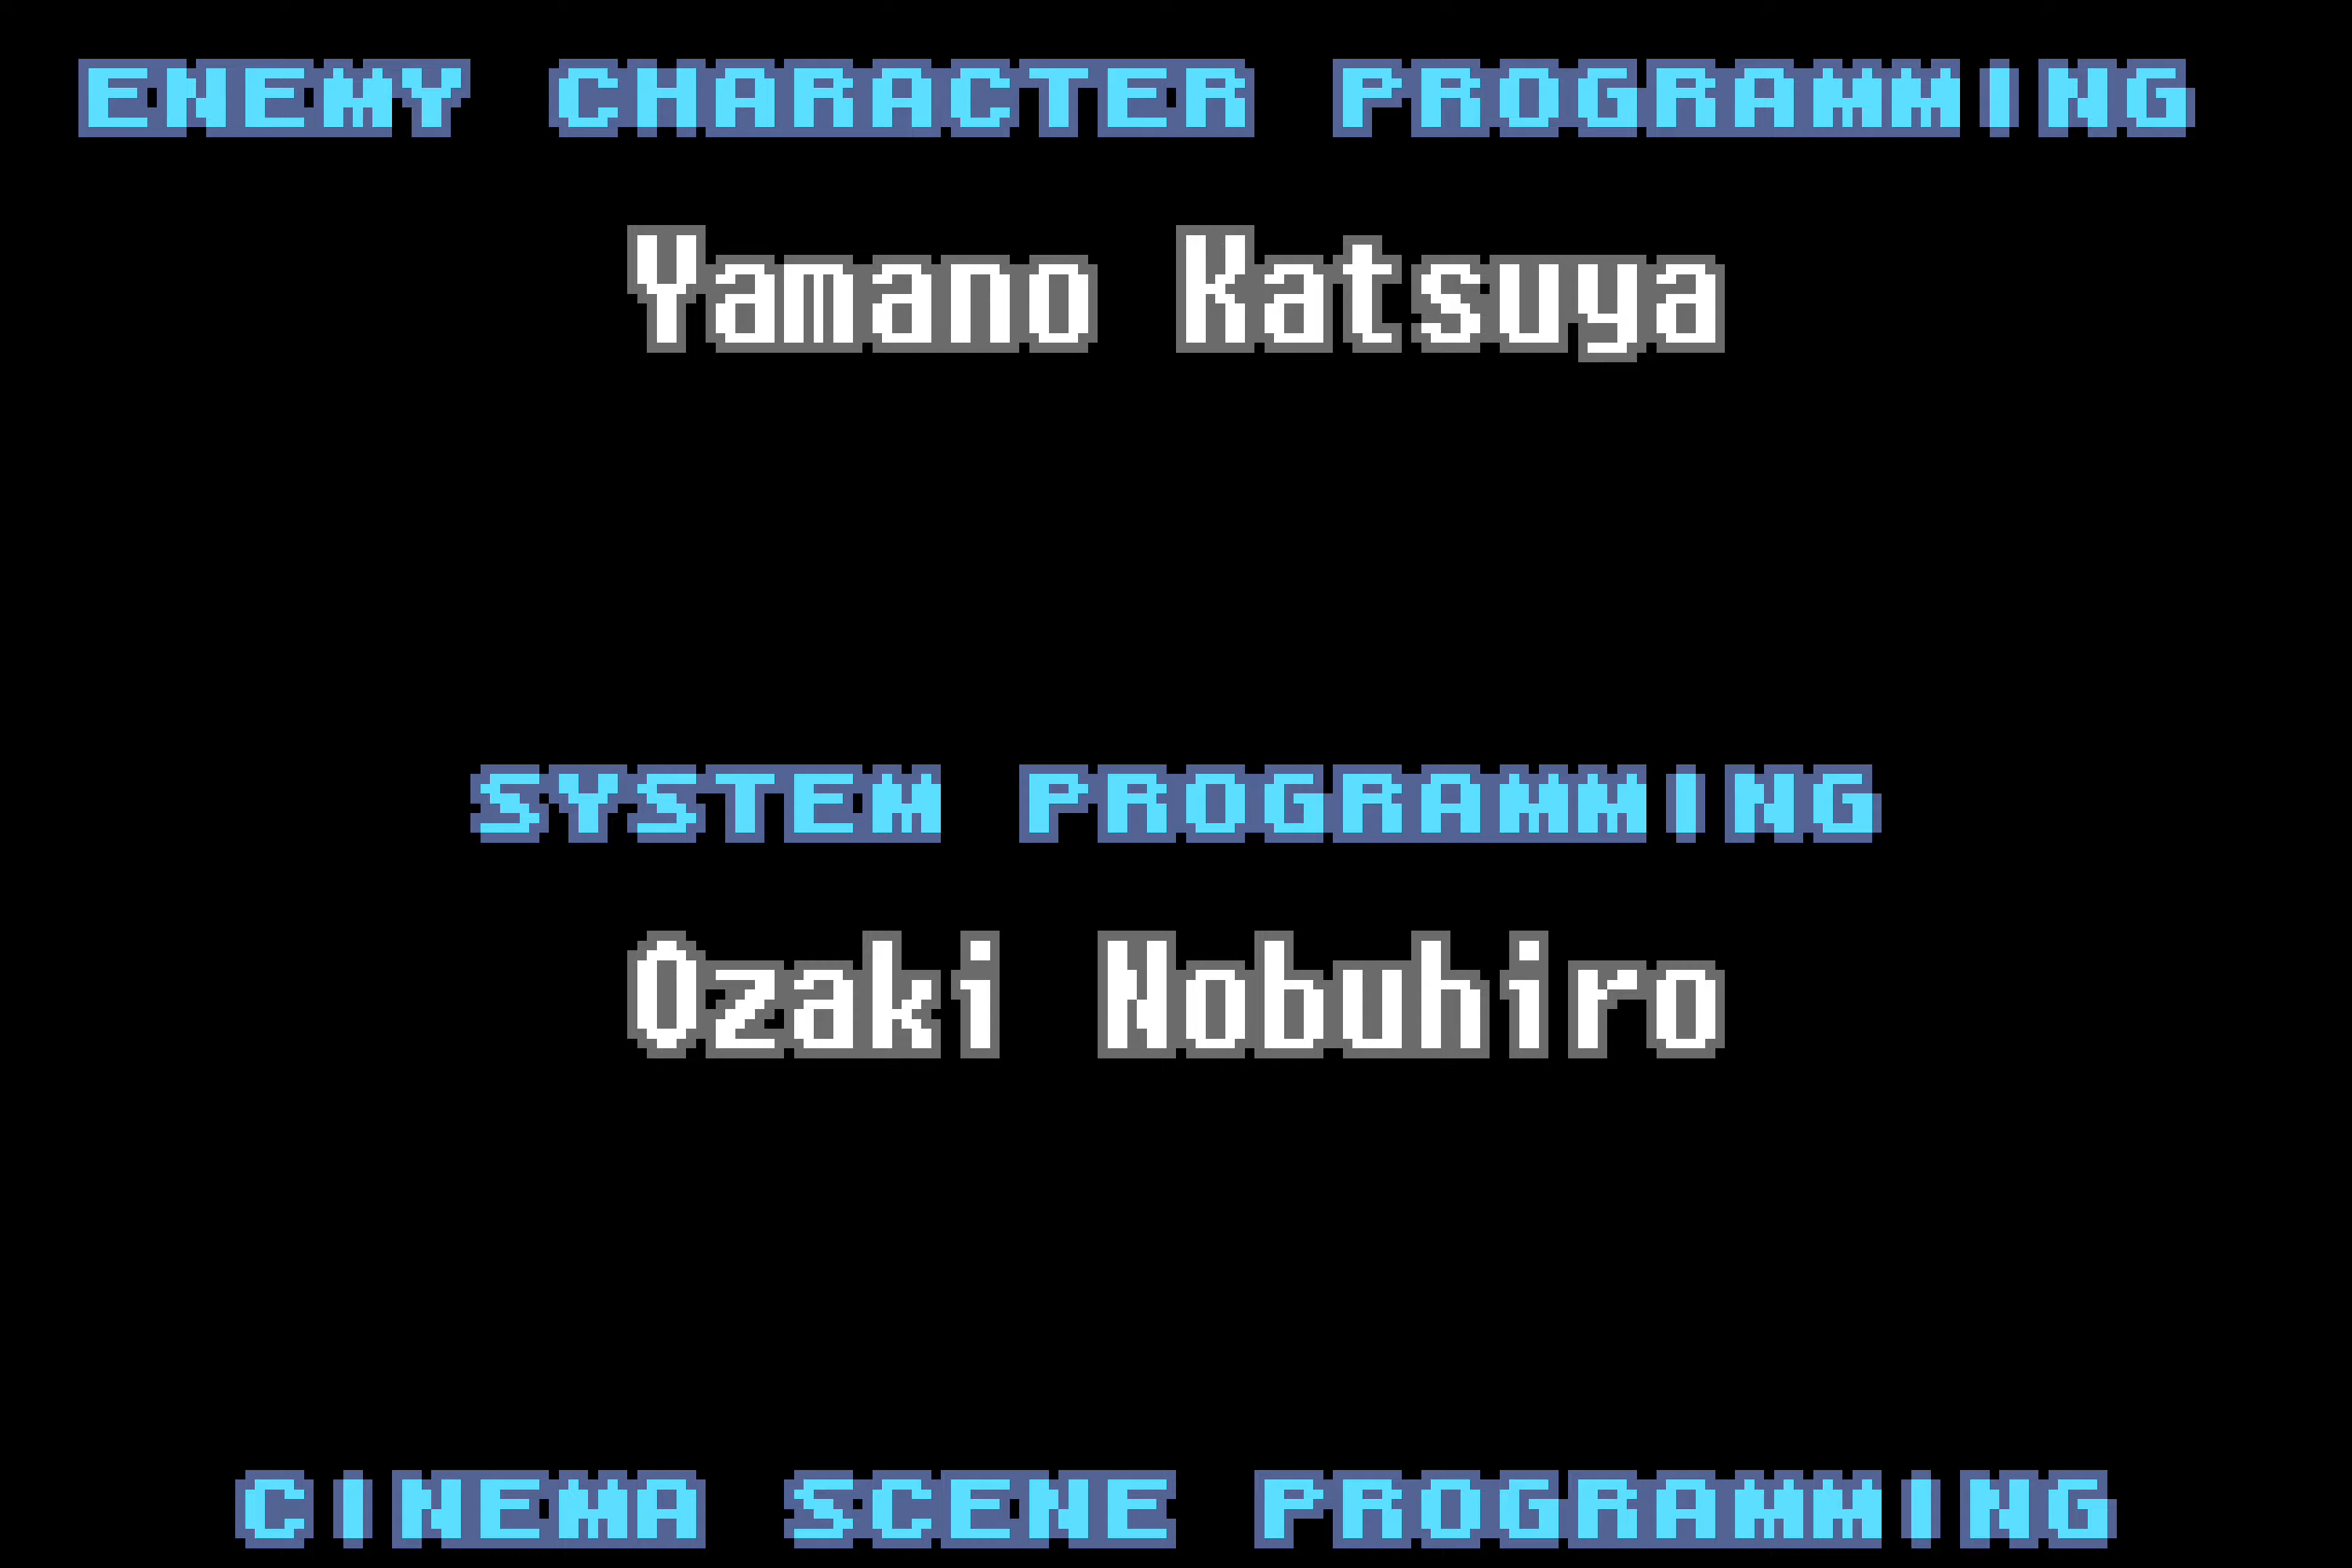 ENEMY CHARACTER PROGRAMMING
Yamano Katsuya
SYSTEM PROGRAMMING
Ozaki Nobuhiro
CINEMA SCENE PROGRAMMING